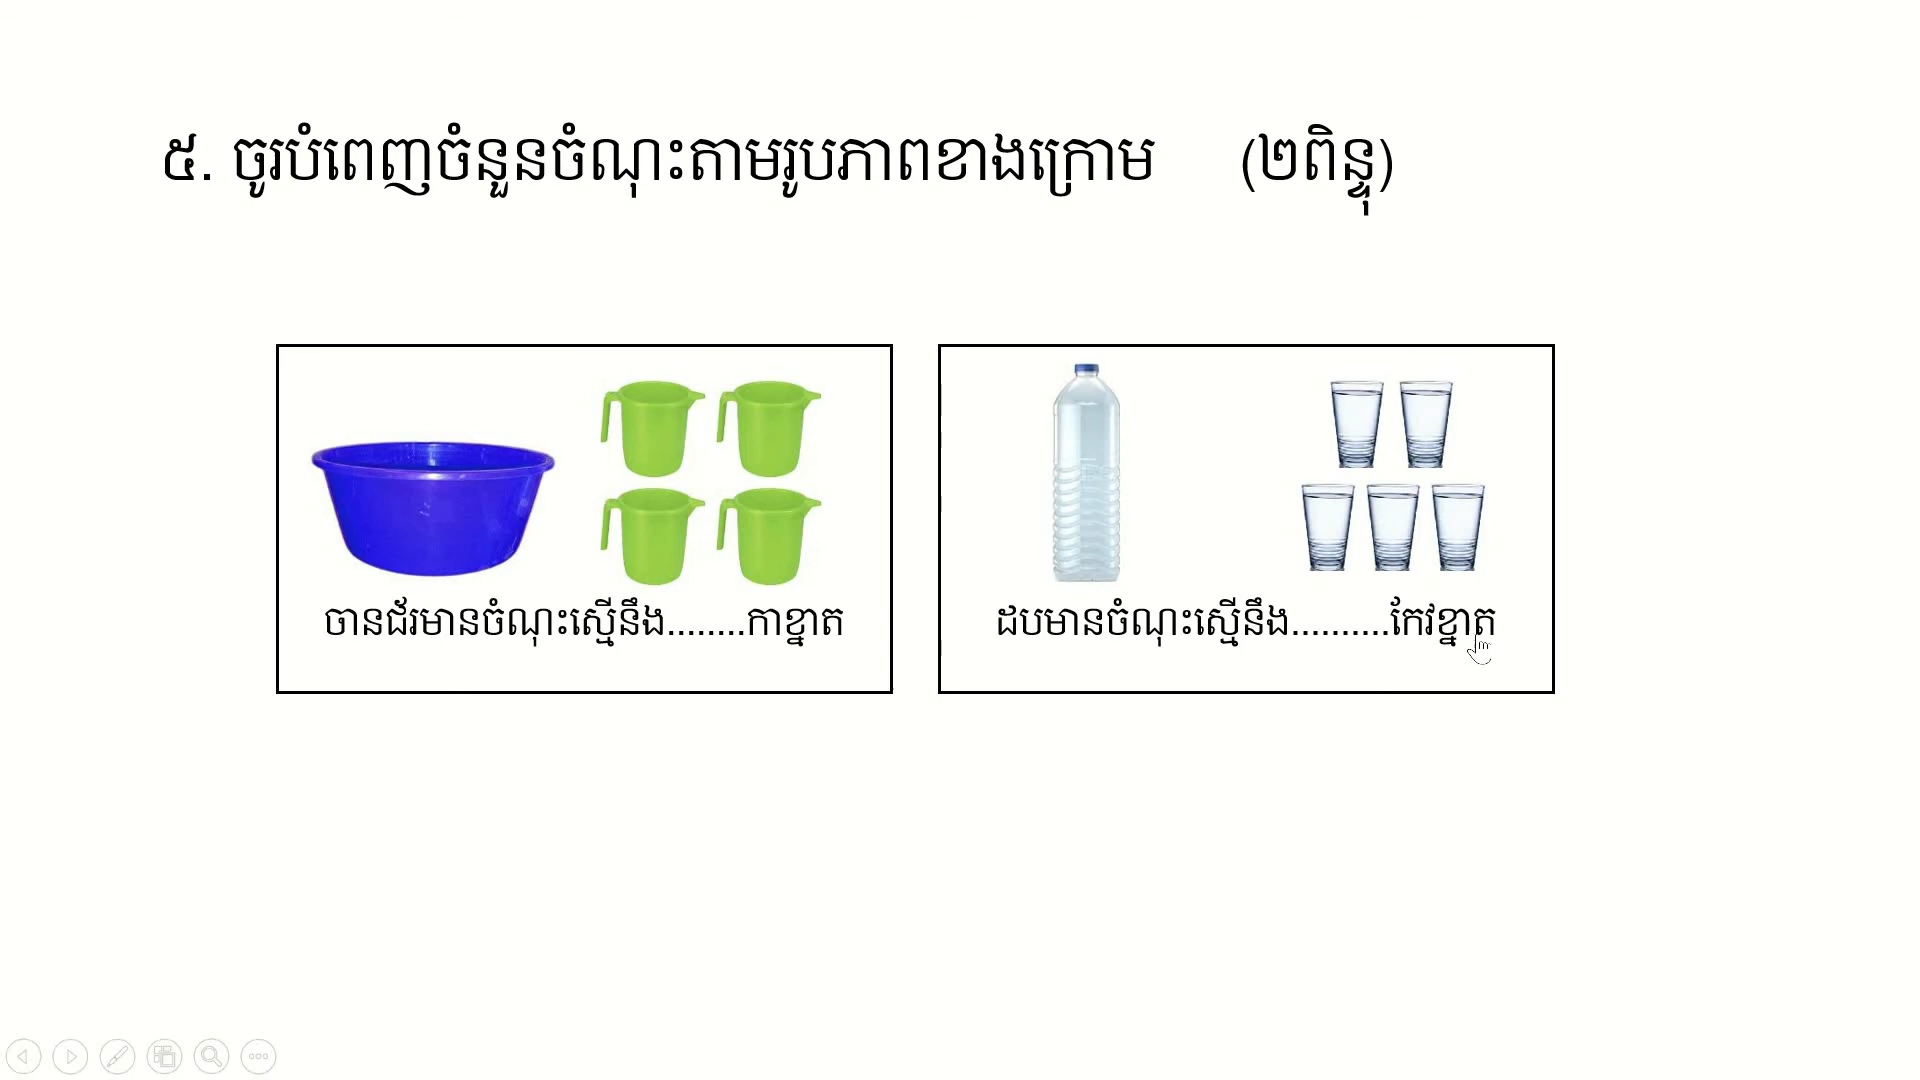 ៥. ចូរបំពេញចំនួនចំណុះតាមរូបភាពខាងក្រោម (២ពិន្ទុ)
ចានជ័រមានចំណុះស្មើនឹង........កាខ្នាត
ដបមានចំណុះស្មើនឹង..........កែវខ្នាត